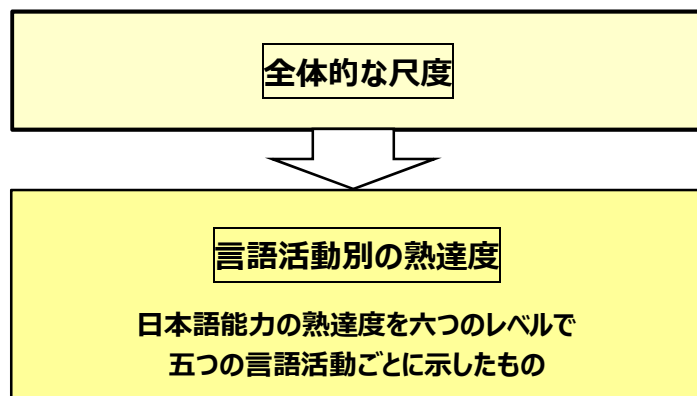 全体的な尺度
言語活動別の熟達度
日本語能力の熟達度を六つのレベルで
五つの言語活動ごとに示したもの